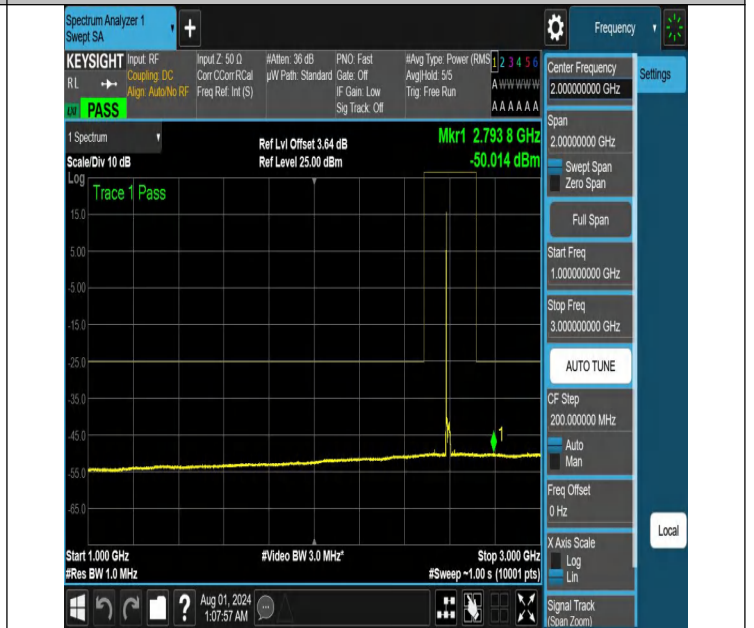 Spectrum Analyzer 1
Swept SA
Frequency
KEYSIGHT
RL
PASS
Input: RF
Coupling: DC
Align: Auto/No RF
Input Z: 50 Ω
Corr CCorr RCal
Freq Ref: Int (S)
#Atten: 36 dB
µW Path: Standard
PNO: Fast
Gate: Off
IF Gain: Low
Sig Track: Off
#Avg Type: Power (RMS
Avg|Hold: 5/5
Trig: Free Run
1 2 3 4 5 6
A W W W W W
A A A A A A
Center Frequency
2.000000000 GHz
Settings
Span
2.00000000 GHz
Swept Span
Zero Span
Full Span
Start Freq
1.000000000 GHz
Stop Freq
3.000000000 GHz
AUTO TUNE
CF Step
200.000000 MHz
Auto
Man
Freq Offset
0 Hz
X Axis Scale
Log
Lin
Signal Track
(Span Zoom)
Local
1 Spectrum
Scale/Div 10 dB
Ref Lvl Offset 3.64 dB
Ref Level 25.00 dBm
Mkr1 2.793 8 GHz
-50.014 dBm
Log
Trace 1 Pass
15.0
5.00
-5.00
-15.0
-25.0
-35.0
-45.0
-55.0
-65.0
1
Start 1.000 GHz
#Video BW 3.0 MHz*
Stop 3.000 GHz
#Res BW 1.0 MHz
#Sweep ~1.00 s (10001 pts)
?
Aug 01, 2024
1:07:57 AM